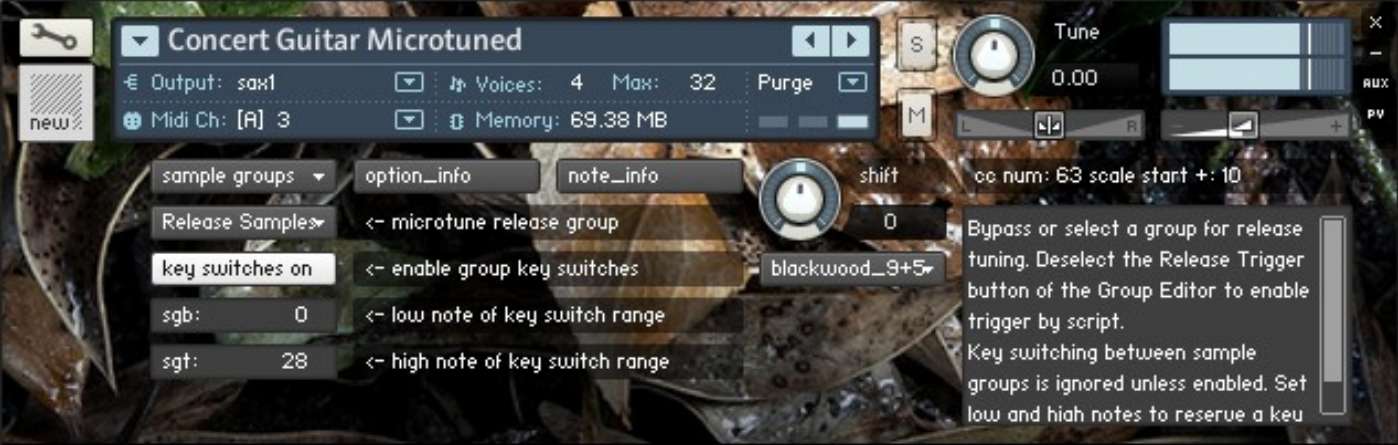 Concert Guitar Microtuned
S
Tune
×
Output: sax1
Voices: 4 Max: 32
Purge
0.00
AUX
new
Midi Ch: [A] 3
Memory: 69.38 MB
M
L
R
-
+
PV
sample groups
option_info
note_info
shift
cc num: 63 scale start +: 10
Release Samples
<- microtune release group
0
key switches on
<- enable group key switches
blackwood_9+5
sgb: 0
<- low note of key switch range
sgt: 28
<- high note of key switch range
Bypass or select a group for release
tuning. Deselect the Release Trigger
button of the Group Editor to enable
trigger by script.
Key switching between sample
groups is ignored unless enabled. Set
low and high notes to reserve a key